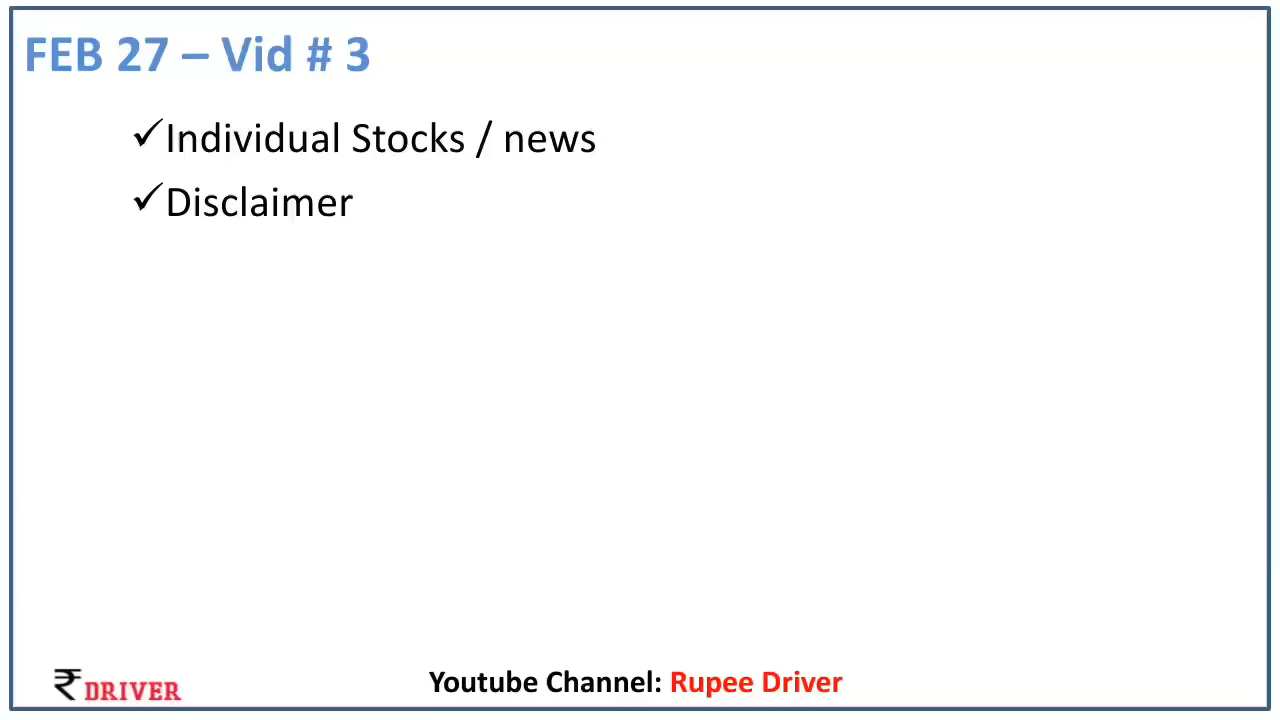 FEB 27 – Vid # 3
✓Individual Stocks / news
✓Disclaimer
₹ DRIVER
Youtube Channel: Rupee Driver